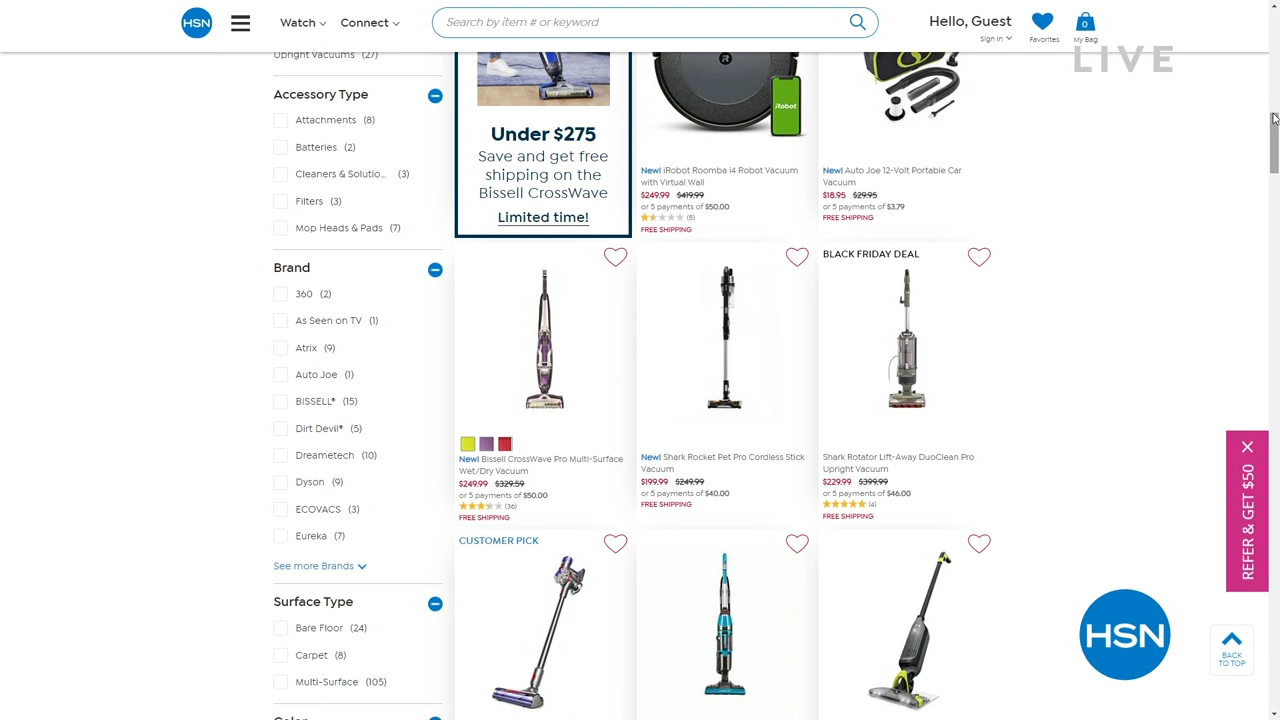 HSN
Watch
Connect
Search by item # or keyword
Hello, Guest
Sign In
Favorites
0
My Bag
LIVE
Upright Vacuums (27)
Accessory Type
Attachments (8)
Batteries (2)
Cleaners & Solutio... (3)
Filters (3)
Mop Heads & Pads (7)
Brand
360 (2)
As Seen on TV (1)
Atrix (9)
Auto Joe (1)
BISSELL® (15)
Dirt Devil® (5)
Dreametech (10)
Dyson (9)
ECOVACS (3)
Eureka (7)
See more Brands
Surface Type
Bare Floor (24)
Carpet (8)
Multi-Surface (105)
Under $275
Save and get free
shipping on the
Bissell CrossWave
Limited time!
iRobot
New! iRobot Roomba i4 Robot Vacuum
with Virtual Wall
$249.99 $419.99
or 5 payments of $50.00
(5)
FREE SHIPPING
New! Auto Joe 12-Volt Portable Car
Vacuum
$18.95 $29.95
or 5 payments of $3.79
FREE SHIPPING
New! Bissell CrossWave Pro Multi-Surface
Wet/Dry Vacuum
$249.99 $329.59
or 5 payments of $50.00
(36)
FREE SHIPPING
New! Shark Rocket Pet Pro Cordless Stick
Vacuum
$199.99 $249.99
or 5 payments of $40.00
FREE SHIPPING
BLACK FRIDAY DEAL
Shark Rotator Lift-Away DuoClean Pro
Upright Vacuum
$229.99 $399.99
or 5 payments of $46.00
(4)
FREE SHIPPING
CUSTOMER PICK
REFER & GET $50
HSN
BACK
TO TOP